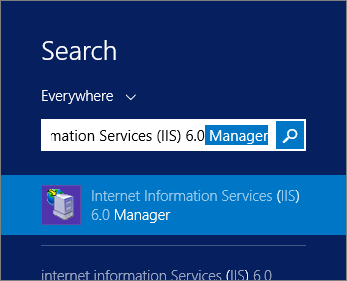 Search
Everywhere
mation Services (IIS) 6.0 Manager
Internet Information Services (IIS)
6.0 Manager
internet information Services (IIS) 6.0